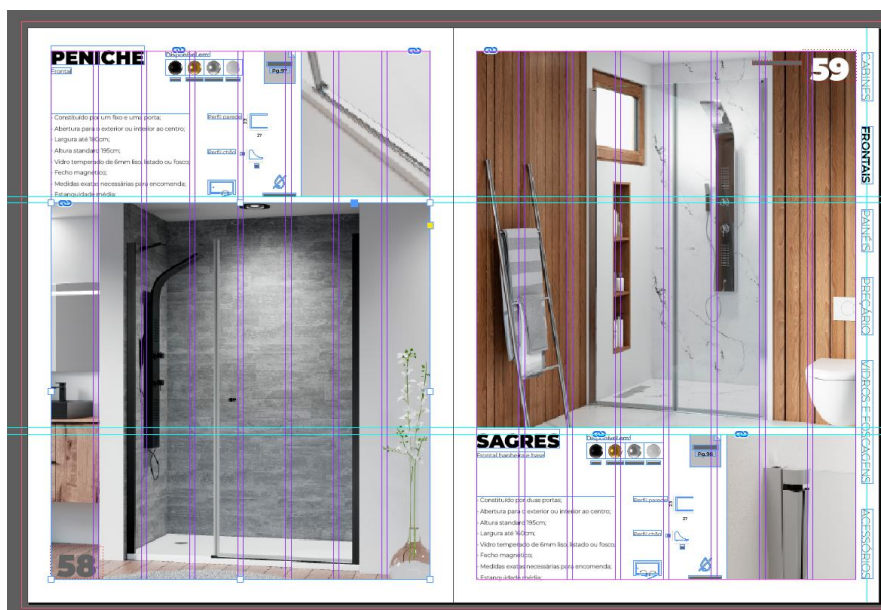 PENICHE
Frontal
Disponível em:
Pg.97
· Constituído por um fixo e uma porta;
· Abertura para o exterior ou interior ao centro;
· Largura até 180cm;
· Altura standard 195cm;
· Vidro temperado de 6mm liso, listado ou fosco;
· Fecho magnético;
· Medidas exatas necessárias para encomenda;
· Estanquidade média;
Perfil parede
27
Perfil chão
58
59
SAGRES
Frontal banheira e base
Disponível em:
Pg.98
· Constituído por duas portas;
· Abertura para o exterior ou interior ao centro;
· Altura standard 195cm;
· Largura até 160cm;
· Vidro temperado de 6mm liso, listado ou fosco;
· Fecho magnético;
· Medidas exatas necessárias para encomenda;
· Estanquidade média;
Perfil parede
27
Perfil chão
CABINES
FRONTAIS
PAINÉIS
PREÇÁRIO
VIDROS E FOSCAGENS
ACESSÓRIOS